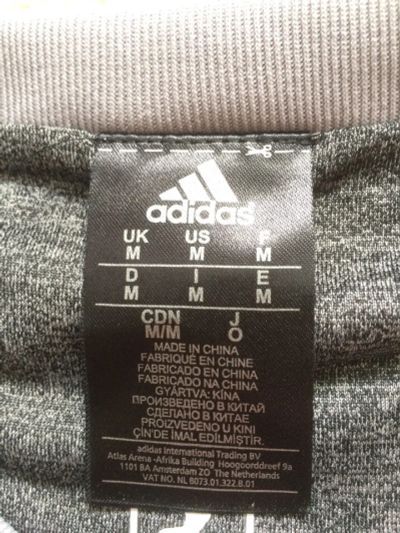 adidas
UK US F
M M M
D I E
M M M
CDN J
M/M O
MADE IN CHINA
FABRIQUÉ EN CHINE
FABRICADO EN CHINA
FABRICADO NA CHINA
GYÁRTVA: KÍNA
ПРОИЗВЕДЕНО В КИТАЙ
СДЕЛАНО В КИТАЕ
PROIZVEDENO U KINI
ÇİN'DE İMAL EDİLMİŞTİR.
adidas International Trading BV
Atlas Arena -Afrika Building Hoogoorddreef 9a
1101 BA Amsterdam ZO The Netherlands
VAT NO. NL 8073.01.322.B.01